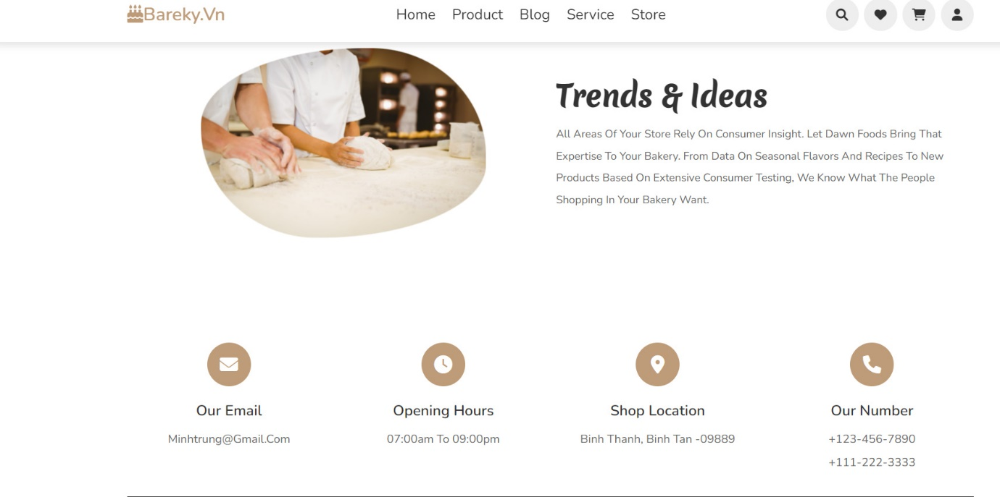 Bareky.Vn
Home Product Blog Service Store
Trends & Ideas
All Areas Of Your Store Rely On Consumer Insight. Let Dawn Foods Bring That
Expertise To Your Bakery. From Data On Seasonal Flavors And Recipes To New
Products Based On Extensive Consumer Testing, We Know What The People
Shopping In Your Bakery Want.
Our Email
Minhtrung@Gmail.Com
Opening Hours
07:00am To 09:00pm
Shop Location
Binh Thanh, Binh Tan -09889
Our Number
+123-456-7890
+111-222-3333